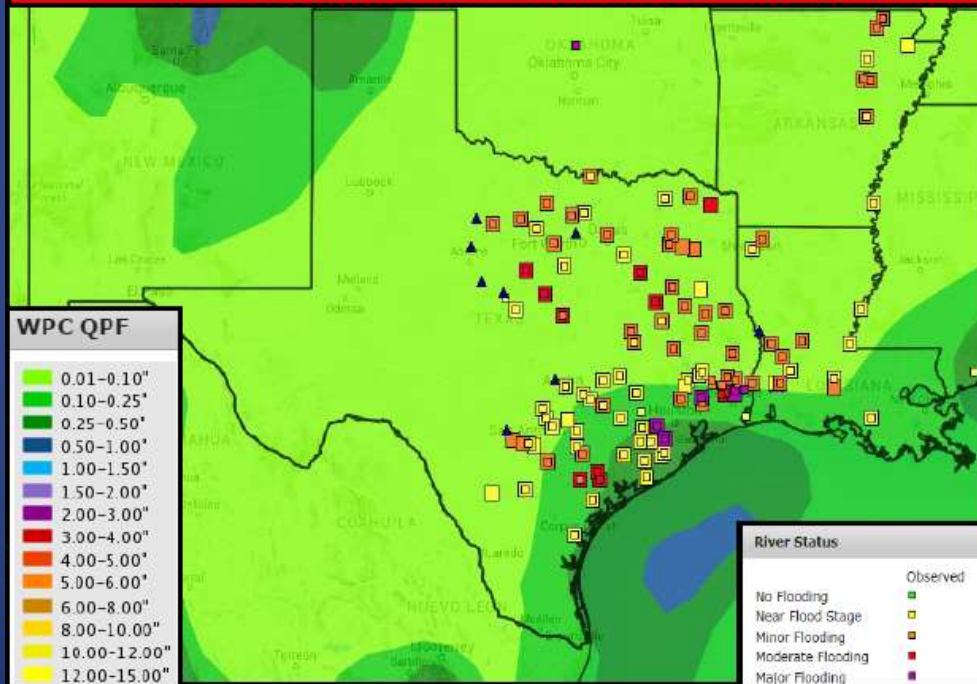 Tulsa
Santa Fe
OKLAHOMA
Oklahoma City
Amarillo
Albuquerque
Norman
Memphis
ARKANSAS
NEW MEXICO
Lubbock
MISSISSIP
Dallas
Fort Worth
Abilene
Jackson
Las Cruces
Midland
El Paso
Odessa
TEXAS
WPC QPF
0.01-0.10"
0.10-0.25"
0.25-0.50"
0.50-1.00"
1.00-1.50"
1.50-2.00"
2.00-3.00"
3.00-4.00"
4.00-5.00"
5.00-6.00"
6.00-8.00"
8.00-10.00"
10.00-12.00"
12.00-15.00"
LOUISIANA
Houston
San Ant
COAHUILA
Corpus Christi
Laredo
NUEVO LEON
McAllen
Monterrey
Torreón
River Status
Observed
No Flooding
Near Flood Stage
Minor Flooding
Moderate Flooding
Major Flooding